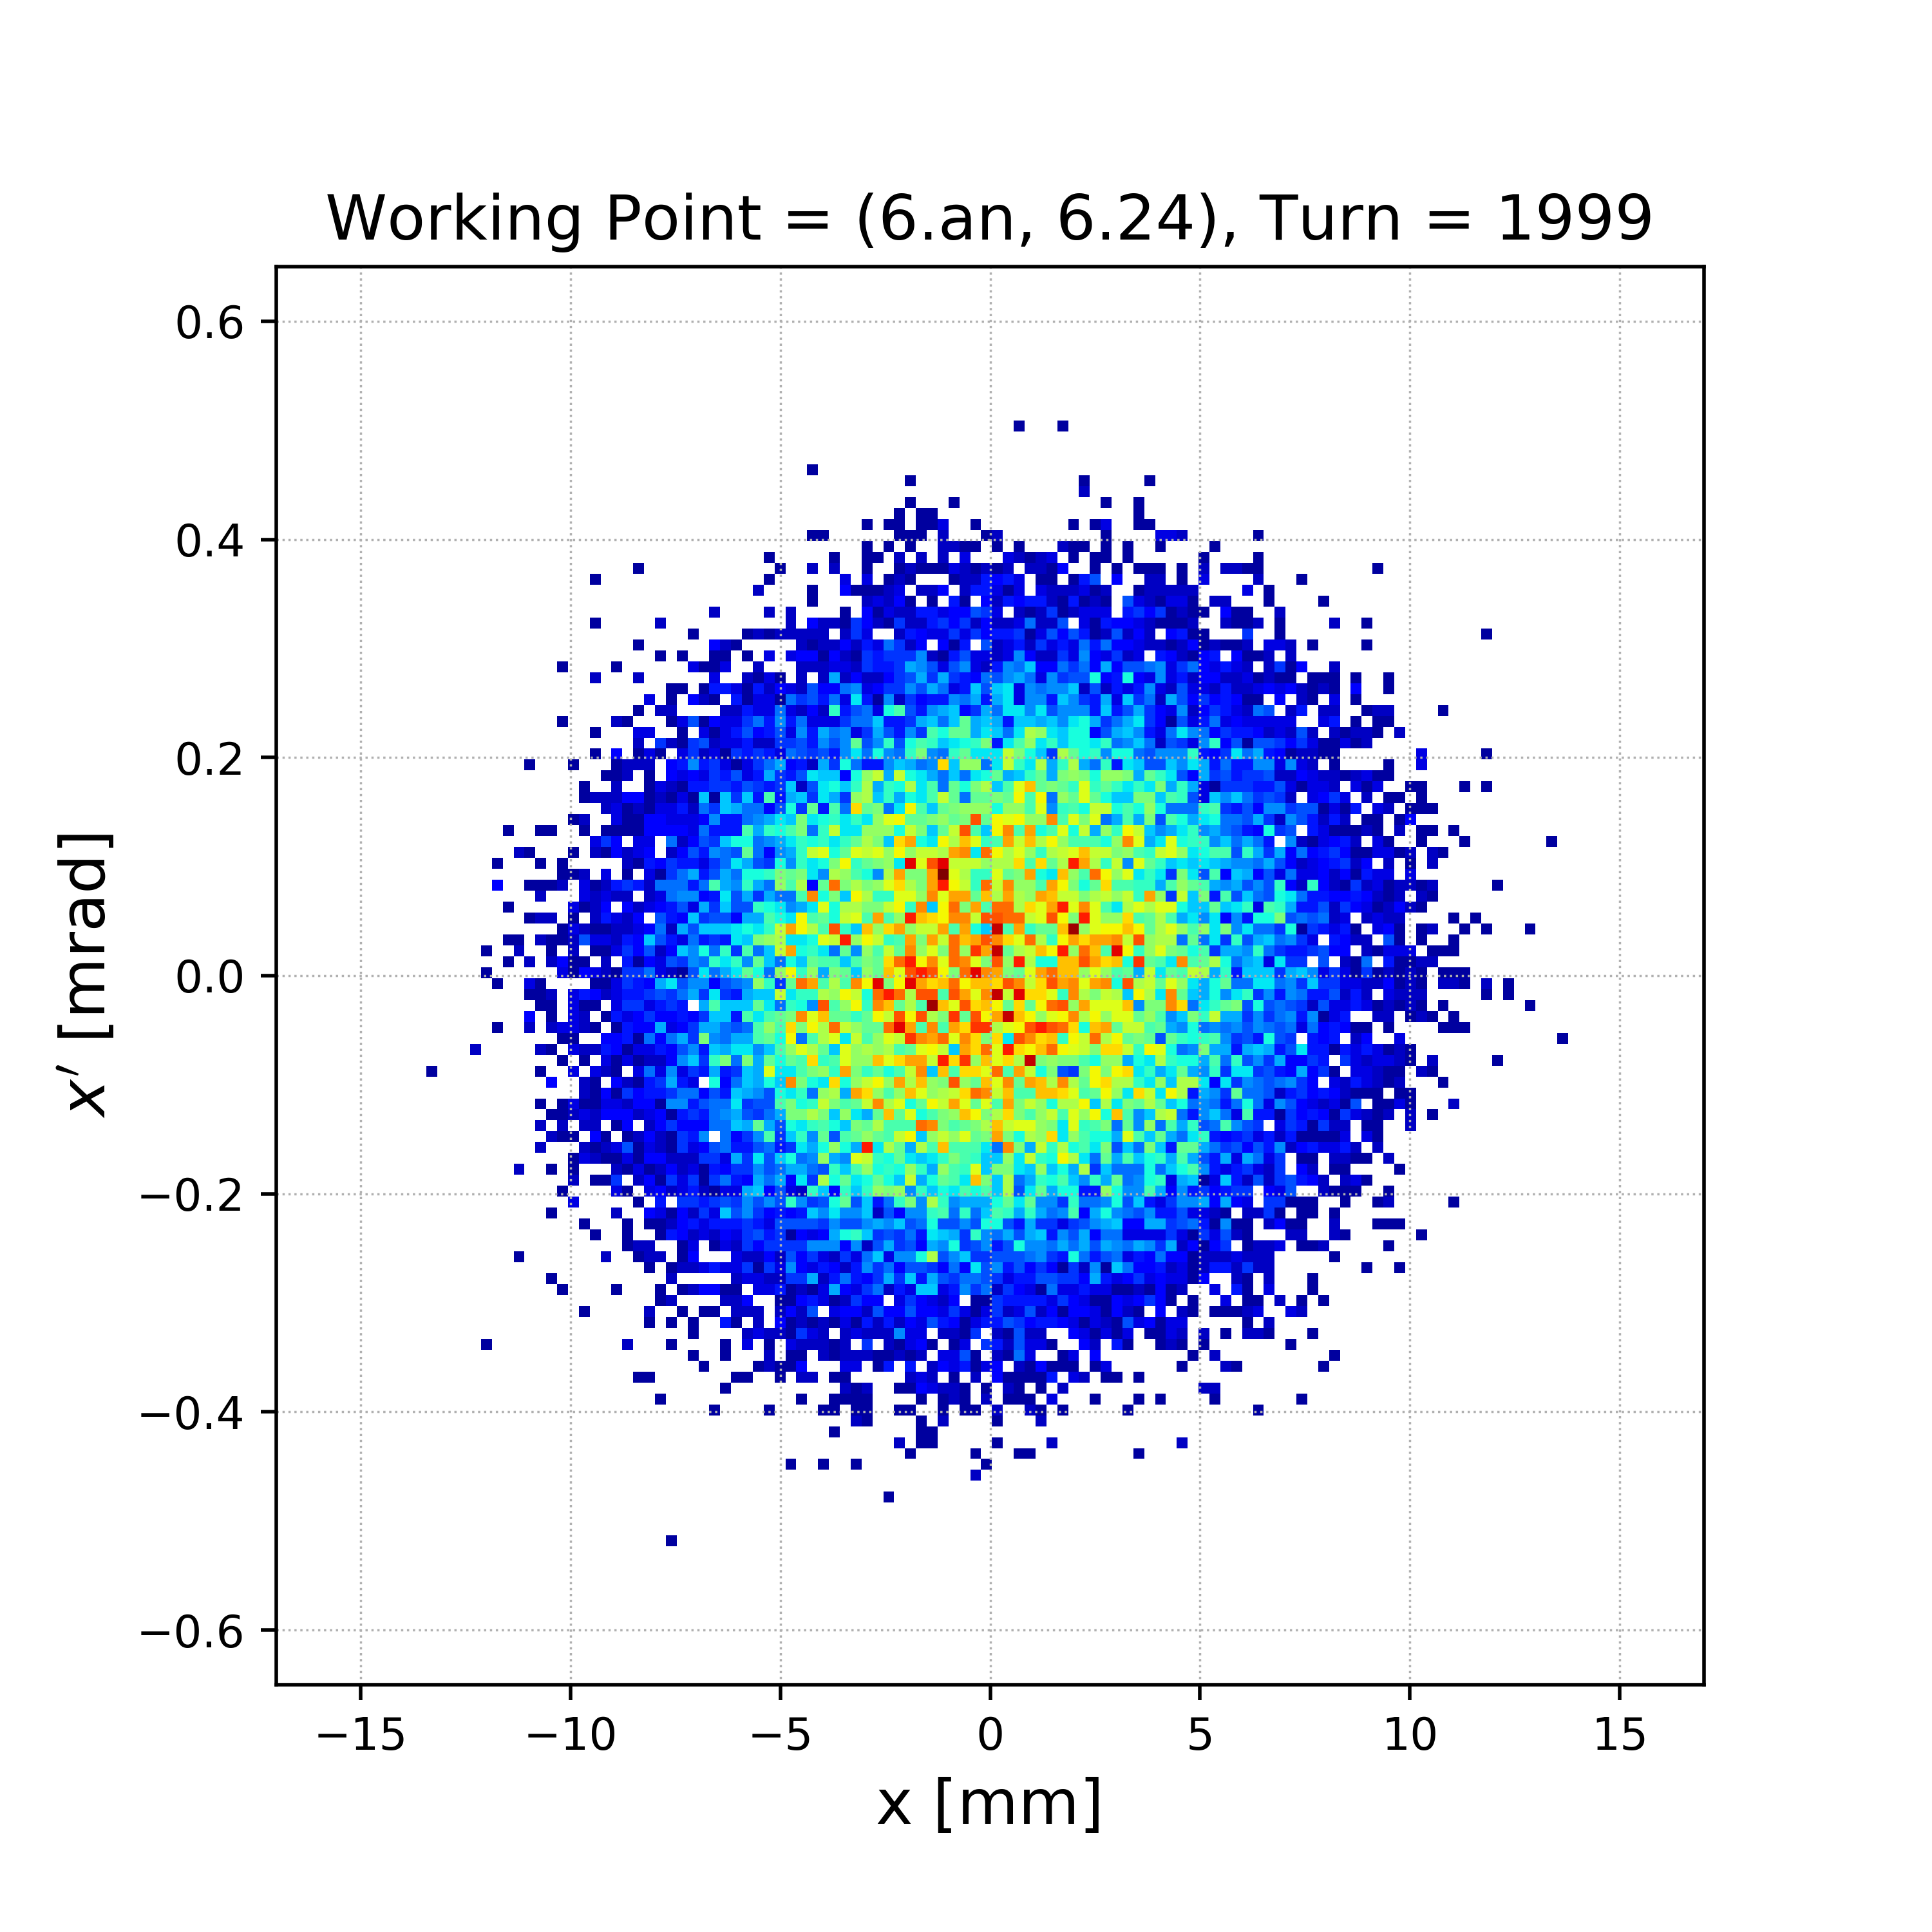 Working Point = (6.an, 6.24), Turn = 1999
0.6
0.4
0.2
0.0
−0.2
−0.4
−0.6
x′ [mrad]
−15 −10 −5 0 5 10 15
x [mm]